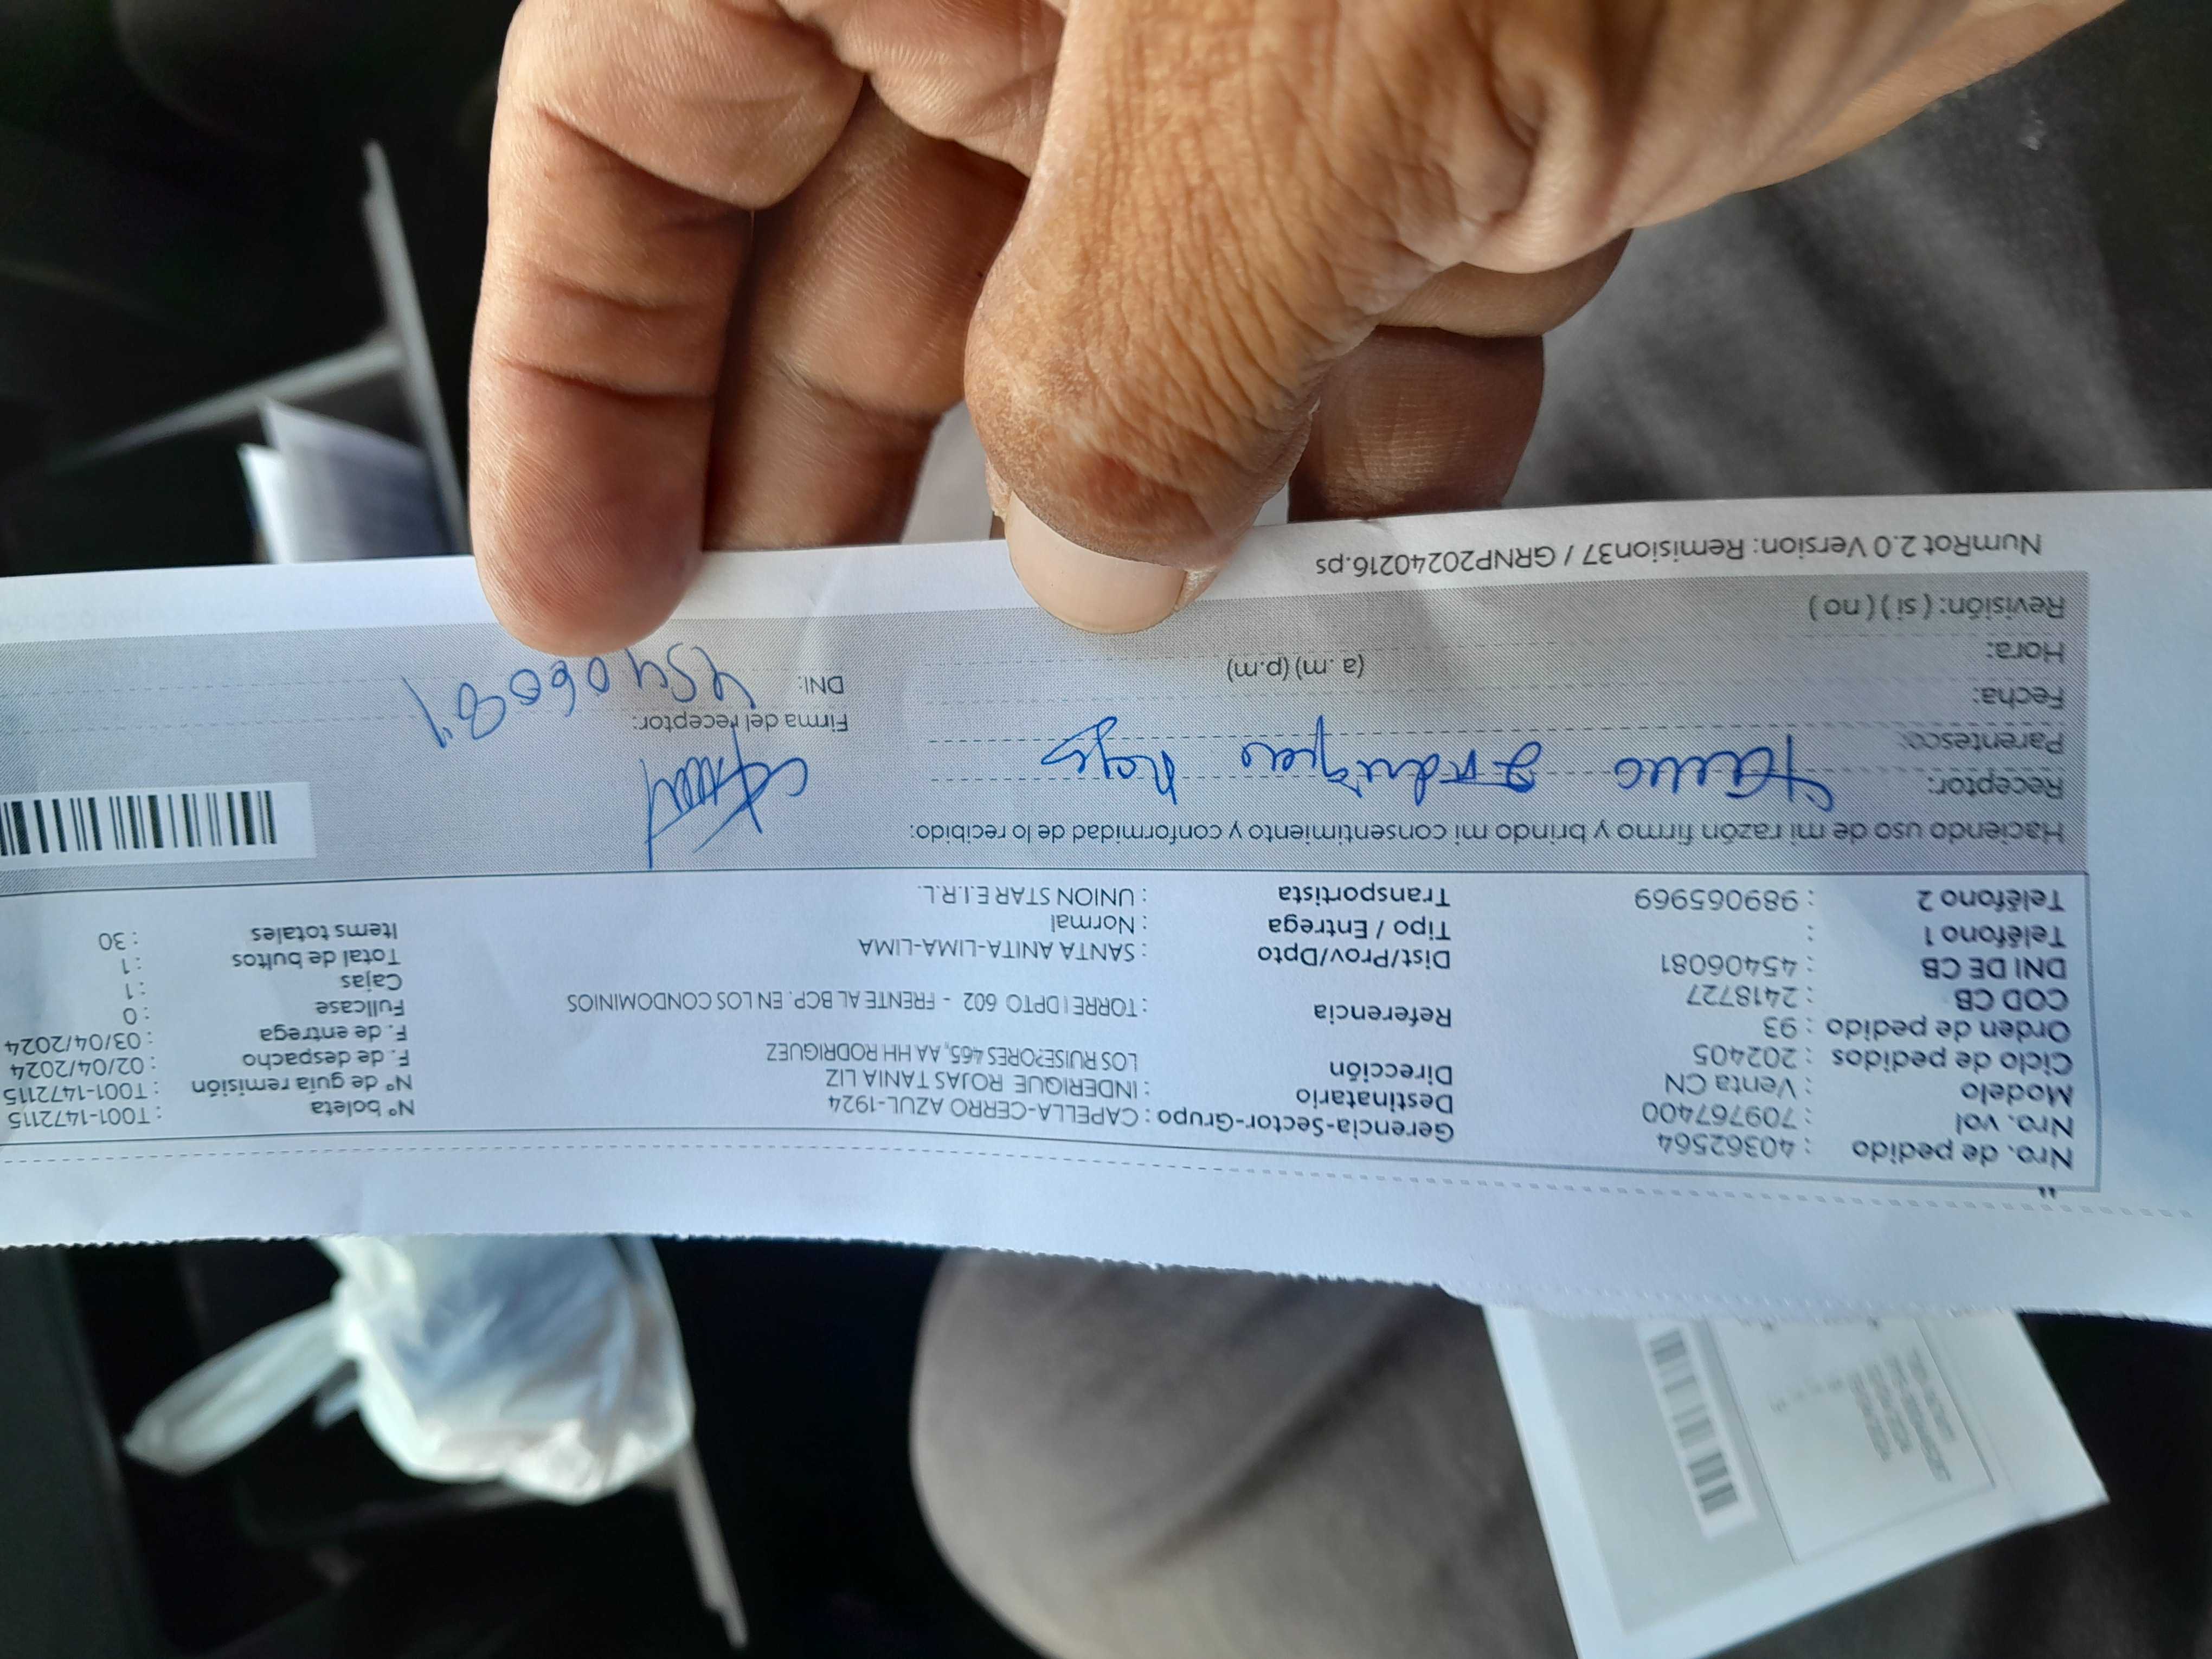 Nro. de pedido : 40362564
Nro. vol : 709767400
Modelo : Venta CN
Ciclo de pedidos : 202405
Orden de pedido : 93
COD CB : 2418727
DNI DE CB : 45406081
Teléfono 1 :
Teléfono 2 : 989065969
Gerencia-Sector-Grupo : CAPELLA-CERRO AZUL-1924
Destinatario : INDERIQUE ROJAS TANIA LIZ
Dirección LOS RUISE?ORES 465, AA HH RODRIGUEZ
Referencia : TORRE I DPTO 602 - FRENTE AL BCP. EN LOS CONDOMINIOS
Dist/Prov/Dpto : SANTA ANITA-LIMA-LIMA
Tipo / Entrega : Normal
Transportista : UNION STAR E.I.R.L.
Nº boleta : T001-1472115
Nº de guía remisión : T001-1472115
F. de despacho : 02/04/2024
F. de entrega : 03/04/2024
Fullcase : 0
Cajas : 1
Total de bultos : 1
Items totales : 30
Haciendo uso de mi razón firmo y brindo mi consentimiento y conformidad de lo recibido:
Receptor:
Parentesco:
Fecha:
Hora: (a. m) (p.m)
Revisión: ( si ) ( no )
Firma del receptor:
DNI: 45406081
NumRot 2.0 Version: Remision37 / GRNP20240216.ps